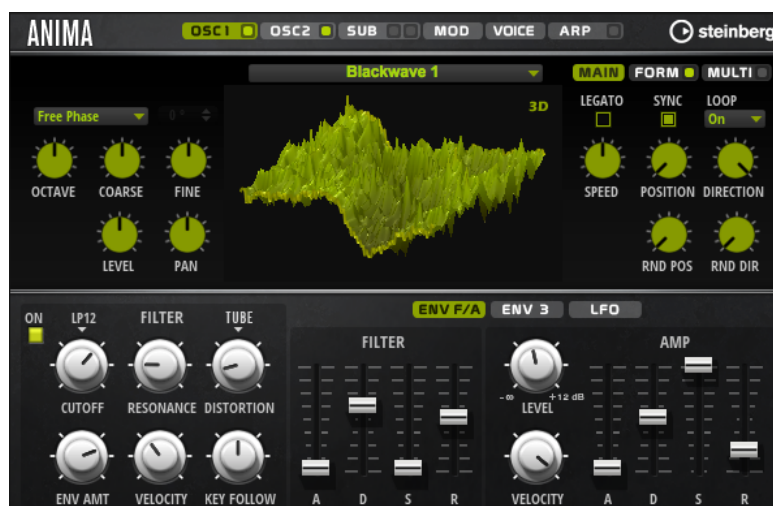 ANIMA OSC1 OSC2 SUB MOD VOICE ARP steinberg
Blackwave 1 MAIN FORM MULTI
3D LEGATO SYNC LOOP
Free Phase 0 ° On
OCTAVE COARSE FINE SPEED POSITION DIRECTION
LEVEL PAN RND POS RND DIR
ENV F/A ENV 3 LFO
ON LP12 FILTER TUBE FILTER AMP
-∞ +12 dB
CUTOFF RESONANCE DISTORTION LEVEL
ENV AMT VELOCITY KEY FOLLOW A D S R VELOCITY A D S R